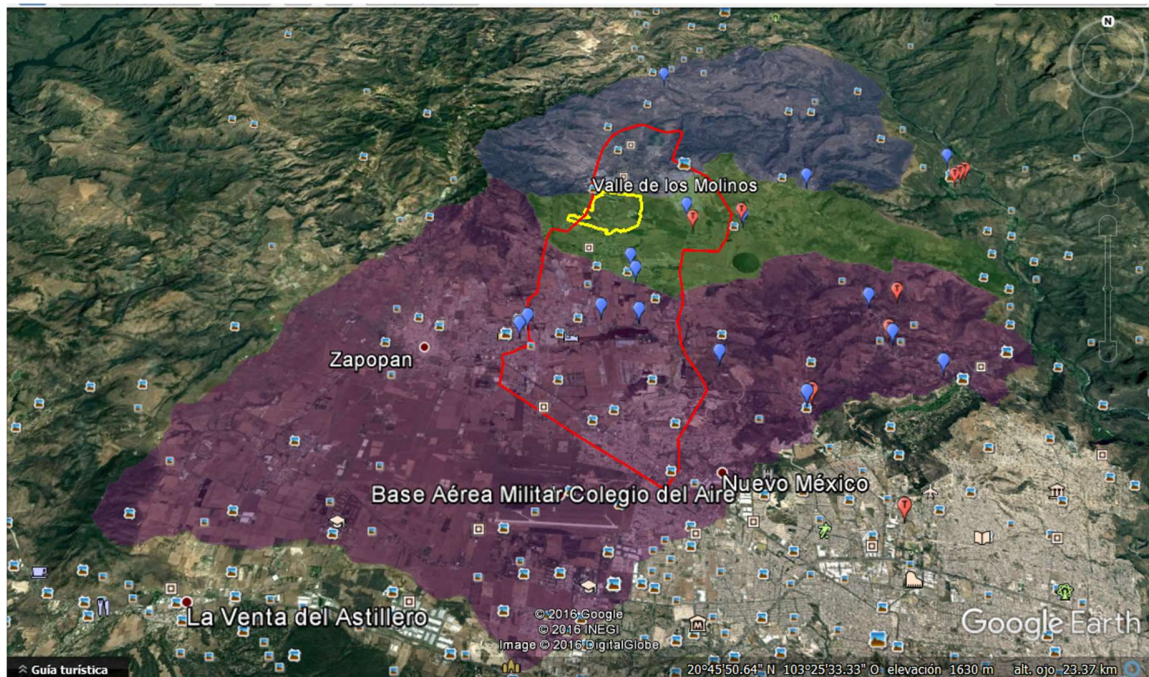 N
Valle de los Molinos
Zapopan
Base Aérea Militar Colegio del Aire
Nuevo México
La Venta del Astillero
© 2016 Google
© 2016 INEGI
Image © 2016 DigitalGlobe
Google Earth
Guía turística
20°45'50.64" N 103°25'33.33" O elevación 1630 m alt. ojo 23.37 km